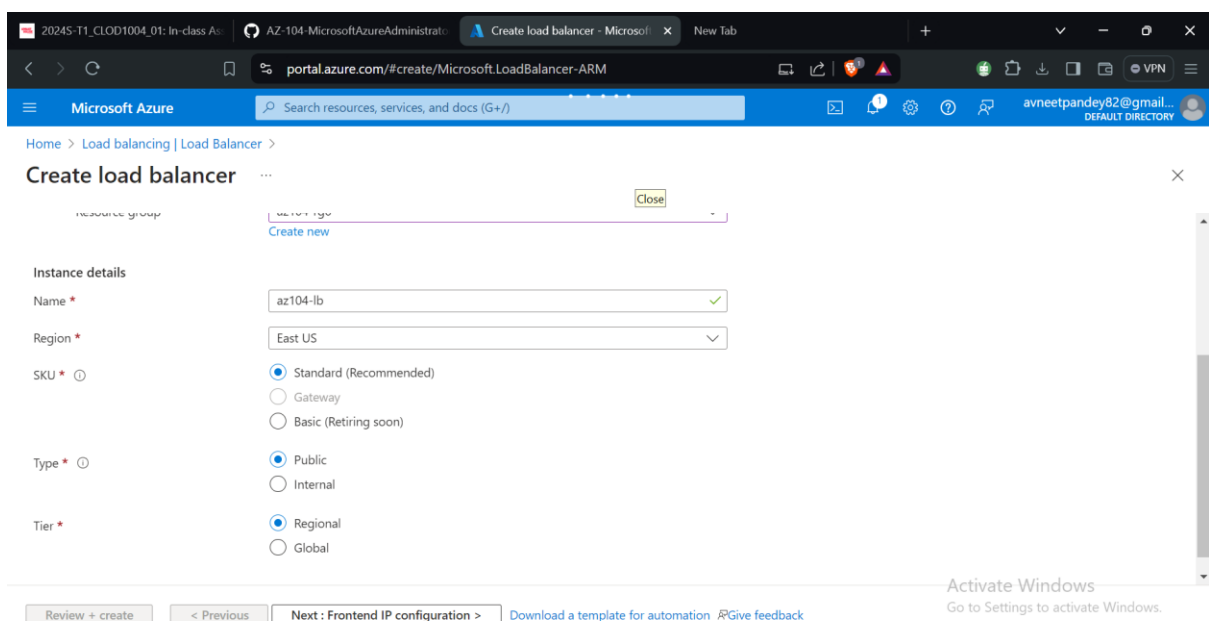 2024S-T1_CLOD1004_01: In-class As
AZ-104-MicrosoftAzureAdministrato
Create load balancer - Microsoft
New Tab
portal.azure.com/#create/Microsoft.LoadBalancer-ARM
VPN
Microsoft Azure
Search resources, services, and docs (G+/)
1
avneetpandey82@gmail...
DEFAULT DIRECTORY
Home > Load balancing | Load Balancer >
Create load balancer ...
Close
Resource group
Create new
Instance details
Name *
az104-lb
Region *
East US
SKU *
Standard (Recommended)
Gateway
Basic (Retiring soon)
Type *
Public
Internal
Tier *
Regional
Global
Activate Windows
Go to Settings to activate Windows.
Review + create
< Previous
Next : Frontend IP configuration >
Download a template for automation
Give feedback